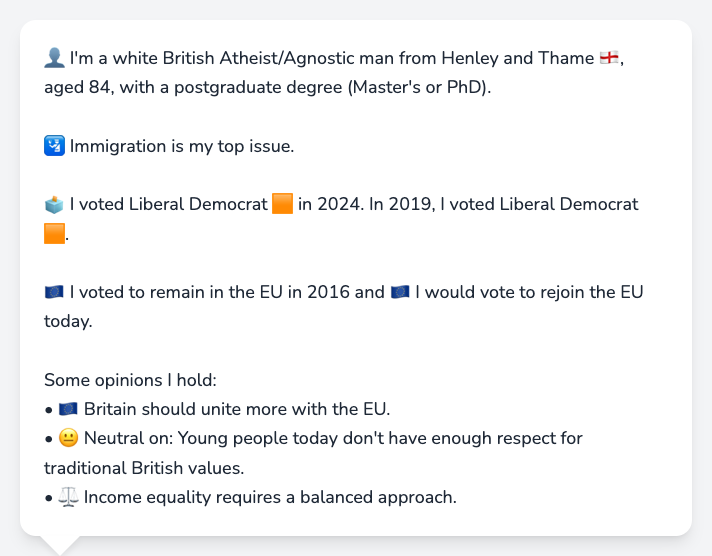 👤 I'm a white British Atheist/Agnostic man from Henley and Thame 🏴󠁧󠁢󠁥󠁮󠁧󠁿,
aged 84, with a postgraduate degree (Master's or PhD).
🛂 Immigration is my top issue.
🗳️ I voted Liberal Democrat 🟧 in 2024. In 2019, I voted Liberal Democrat
🟧.
🇪🇺 I voted to remain in the EU in 2016 and 🇪🇺 I would vote to rejoin the EU
today.
Some opinions I hold:
• 🇪🇺 Britain should unite more with the EU.
• 😐 Neutral on: Young people today don't have enough respect for
traditional British values.
• ⚖️ Income equality requires a balanced approach.